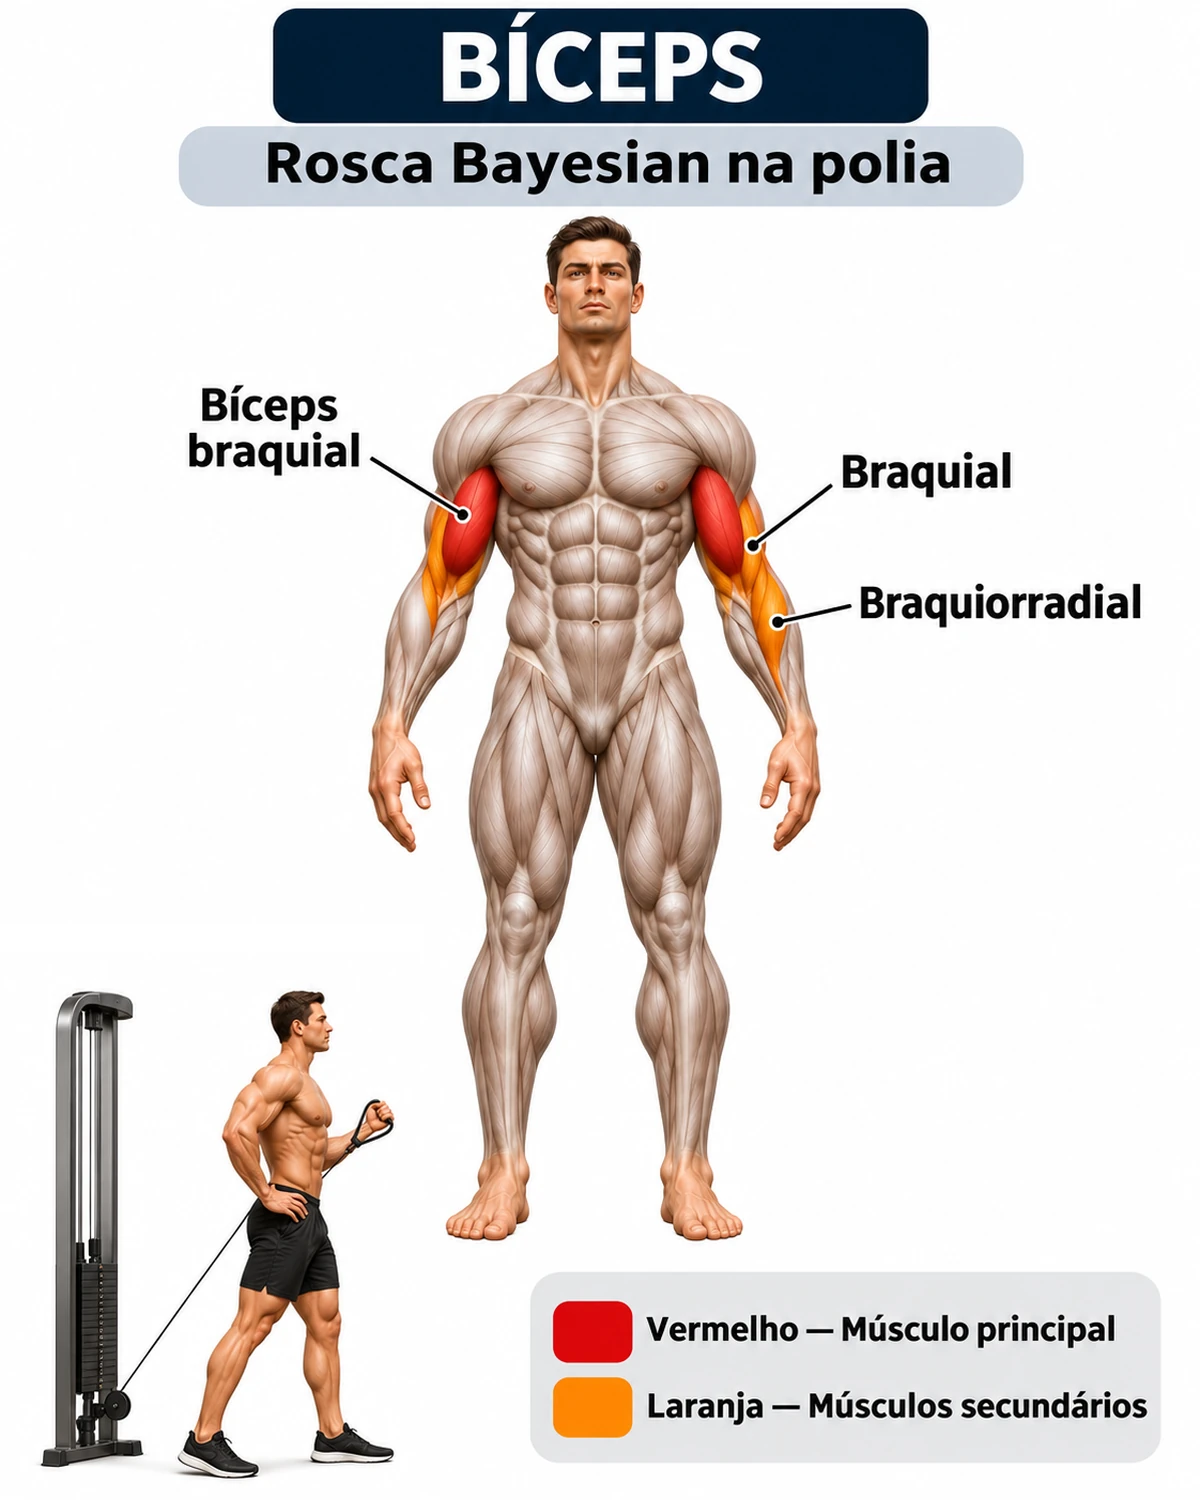 BÍCEPS
Rosca Bayesian na polia
Bíceps
braquial
Braquial
Braquiorradial
Vermelho — Músculo principal
Laranja — Músculos secundários